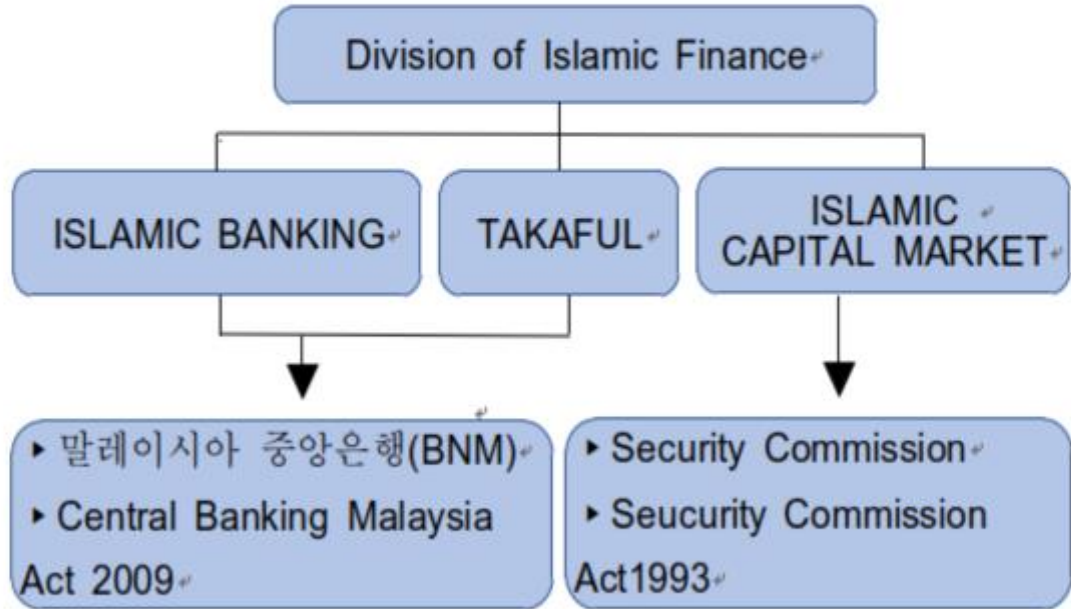 Division of Islamic Finance
ISLAMIC BANKING
TAKAFUL
ISLAMIC
CAPITAL MARKET
▶ 말레이시아 중앙은행(BNM)
▶ Central Banking Malaysia
Act 2009
▶ Security Commission
▶ Seucurity Commission
Act1993